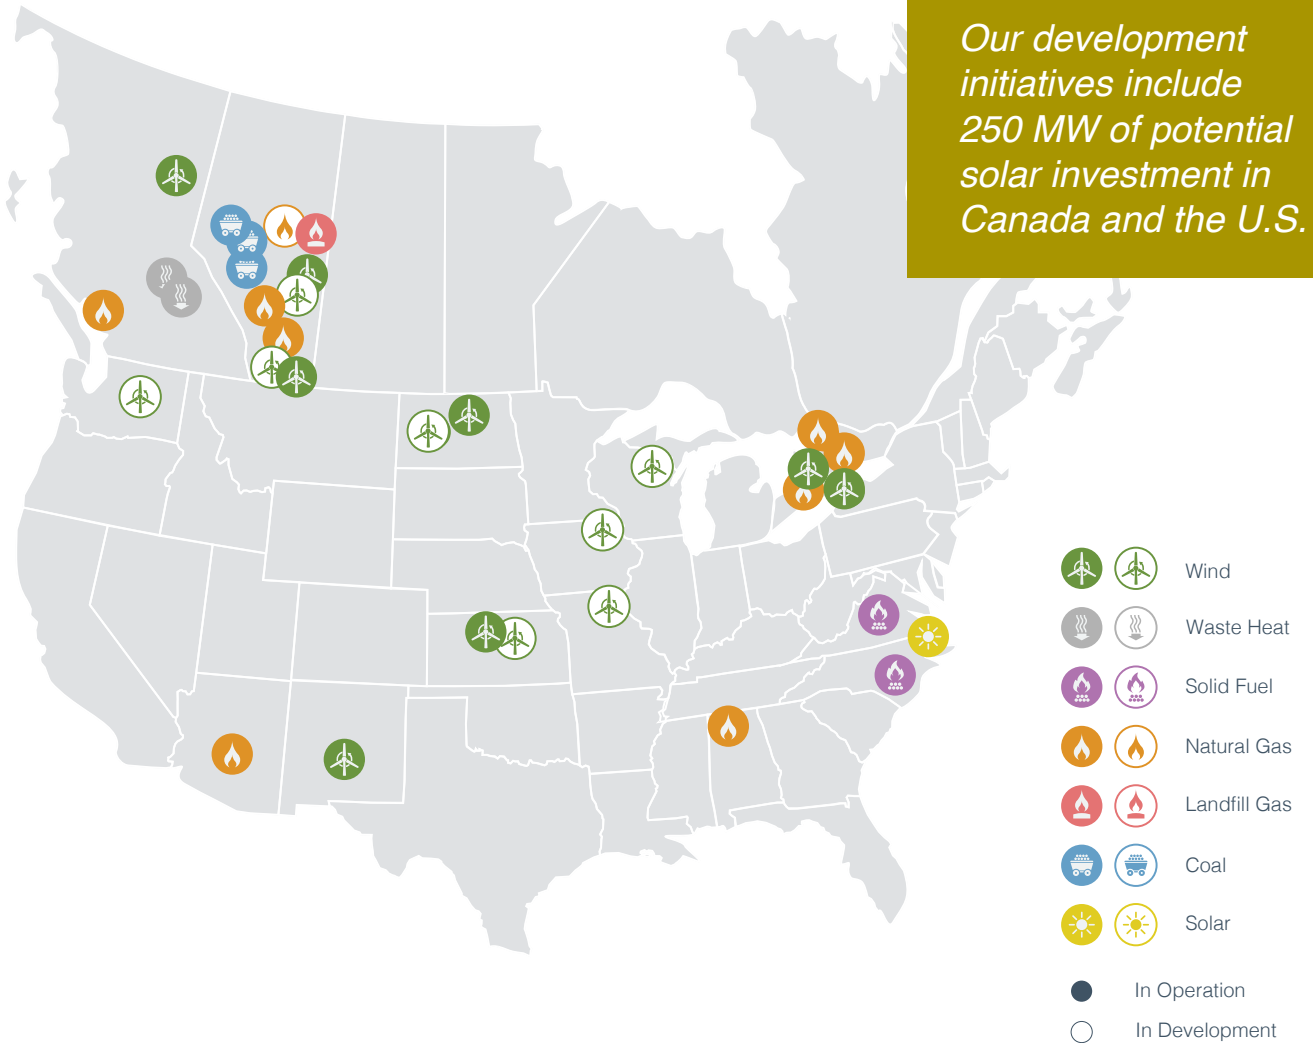 Our development
initiatives include
250 MW of potential
solar investment in
Canada and the U.S.
Wind
Waste Heat
Solid Fuel
Natural Gas
Landfill Gas
Coal
Solar
In Operation
In Development